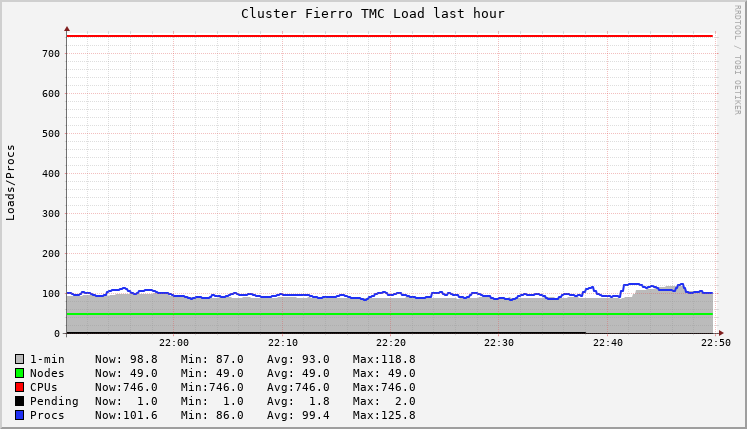 Cluster Fierro TMC Load last hour
RRDTOOL / TOBI OETIKER
Loads/Procs
700
600
500
400
300
200
100
0
22:00 22:10 22:20 22:30 22:40 22:50
1-min Now: 98.8 Min: 87.0 Avg: 93.0 Max:118.8
Nodes Now: 49.0 Min: 49.0 Avg: 49.0 Max: 49.0
CPUs Now:746.0 Min:746.0 Avg:746.0 Max:746.0
Pending Now: 1.0 Min: 1.0 Avg: 1.8 Max: 2.0
Procs Now:101.6 Min: 86.0 Avg: 99.4 Max:125.8